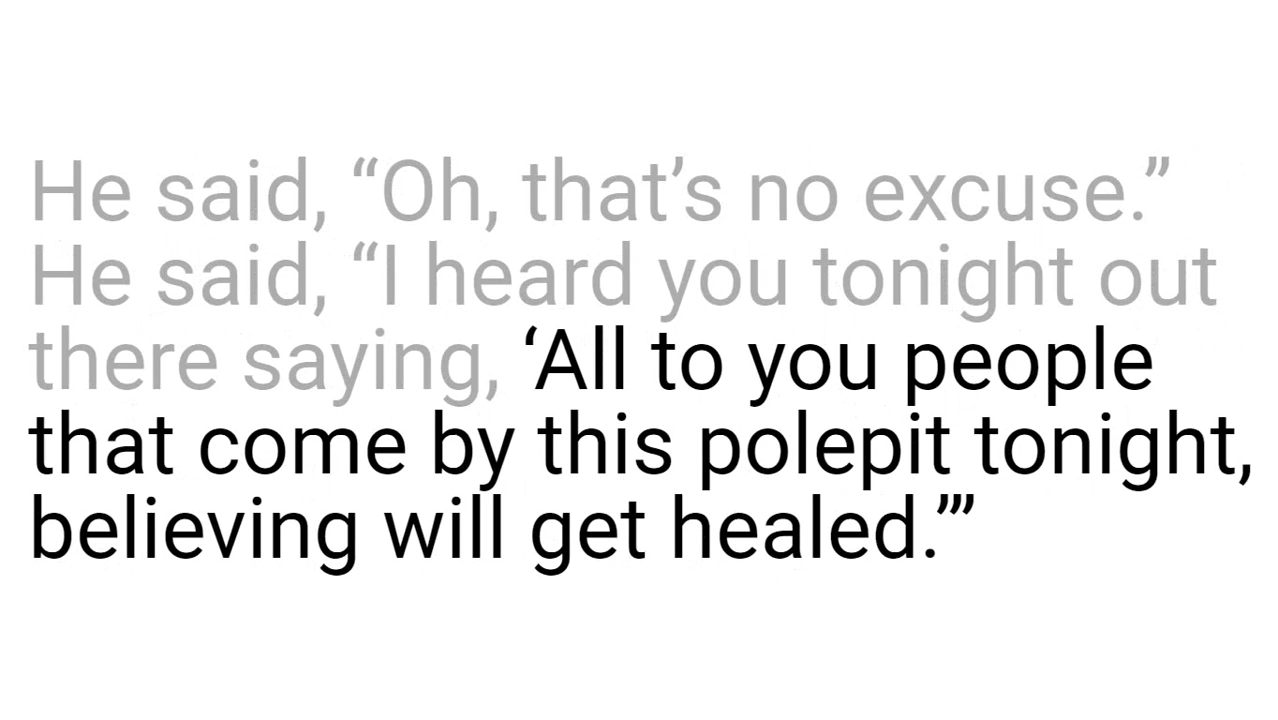 He said, “Oh, that’s no excuse.”
He said, “I heard you tonight out
there saying, ‘All to you people
that come by this polepit tonight,
believing will get healed.’”